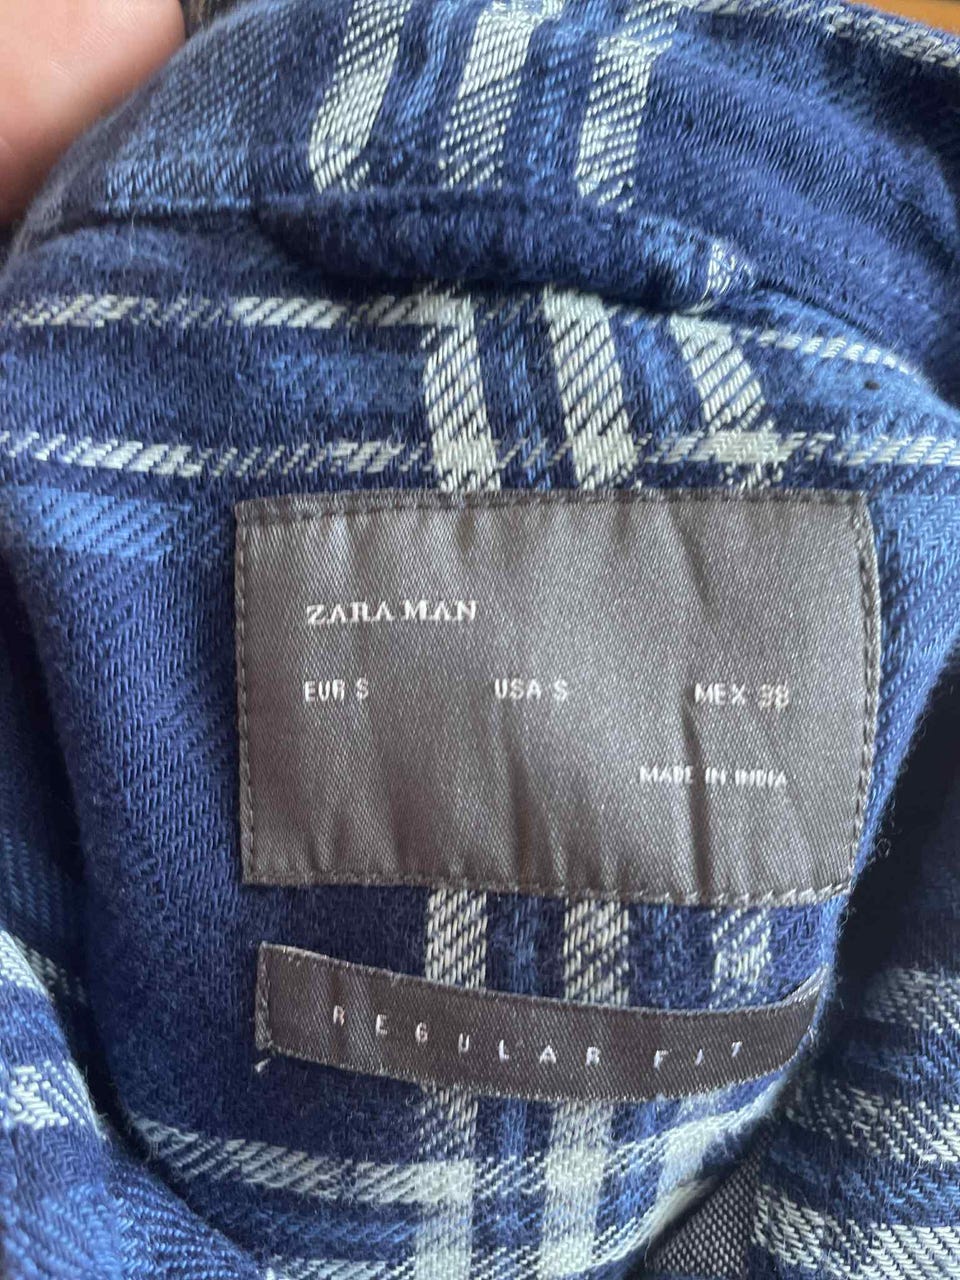 ZARA MAN
EUR S USA S MEX 38
MADE IN INDIA
REGULAR FIT